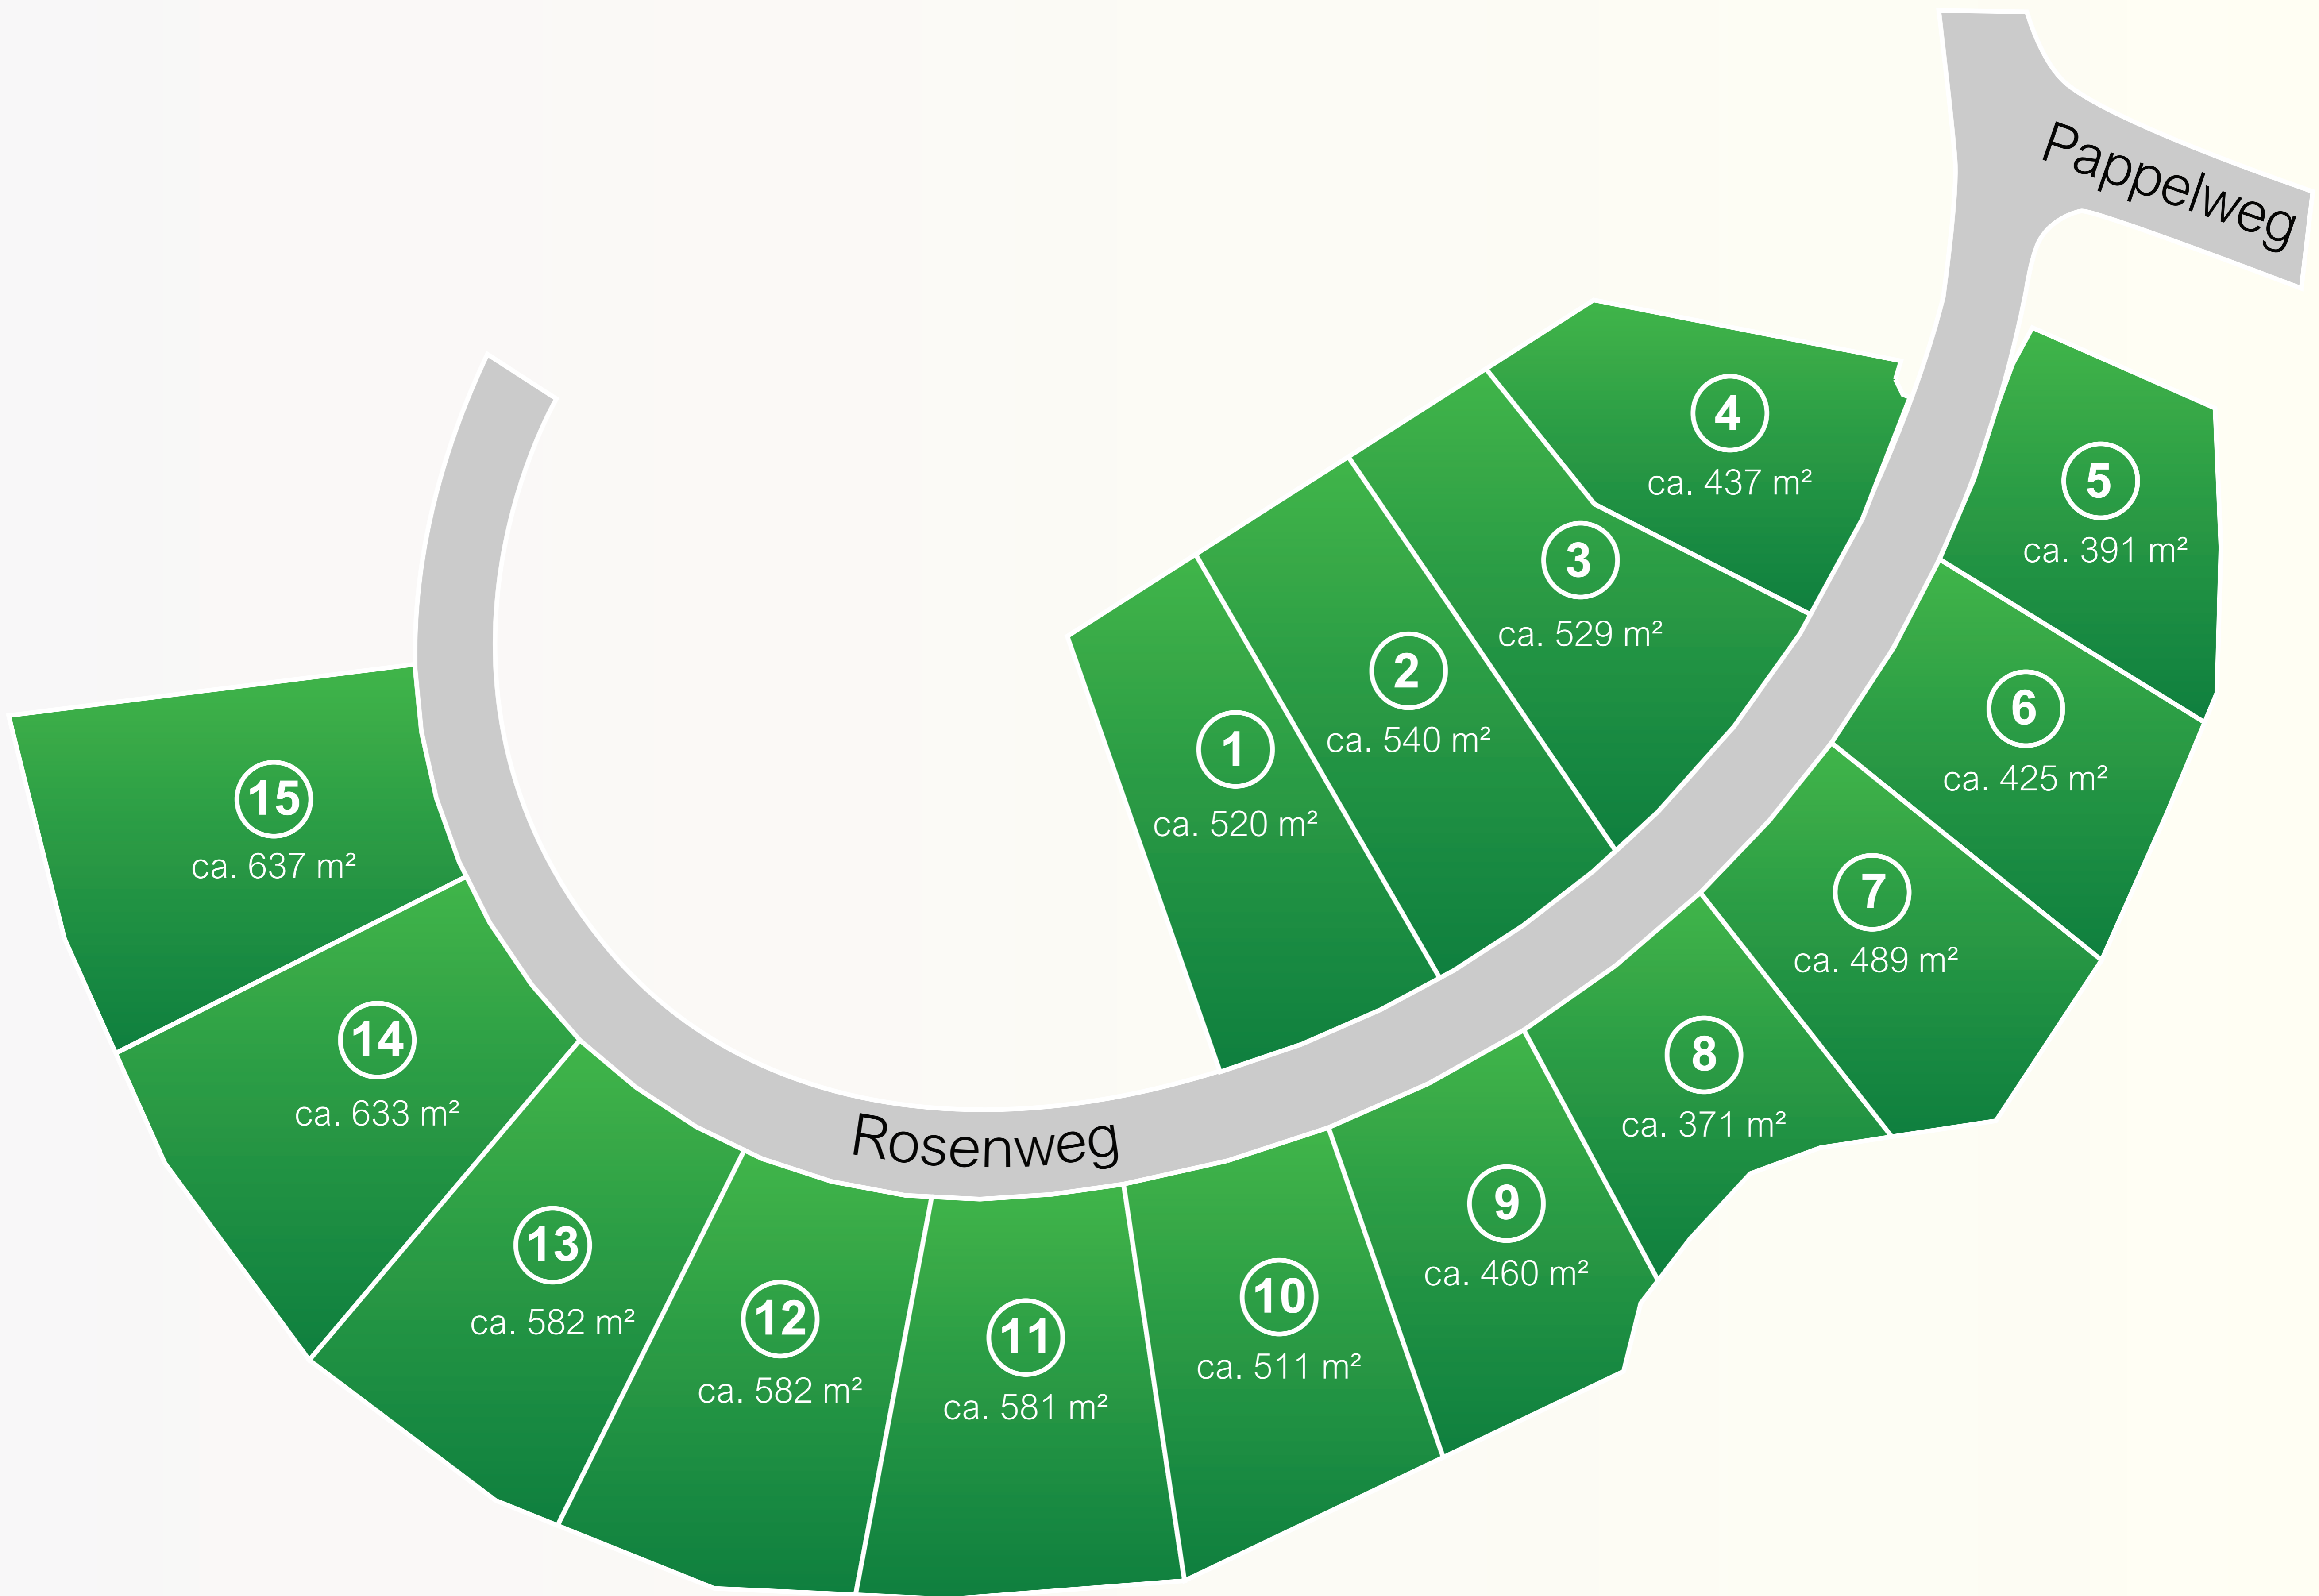 Pappelweg
4
ca. 437 m²
5
ca. 391 m²
3
ca. 529 m²
2
ca. 540 m²
6
ca. 425 m²
1
ca. 520 m²
15
ca. 637 m²
7
ca. 489 m²
14
ca. 633 m²
8
ca. 371 m²
Rosenweg
9
ca. 460 m²
13
ca. 582 m²
10
ca. 511 m²
12
ca. 582 m²
11
ca. 581 m²